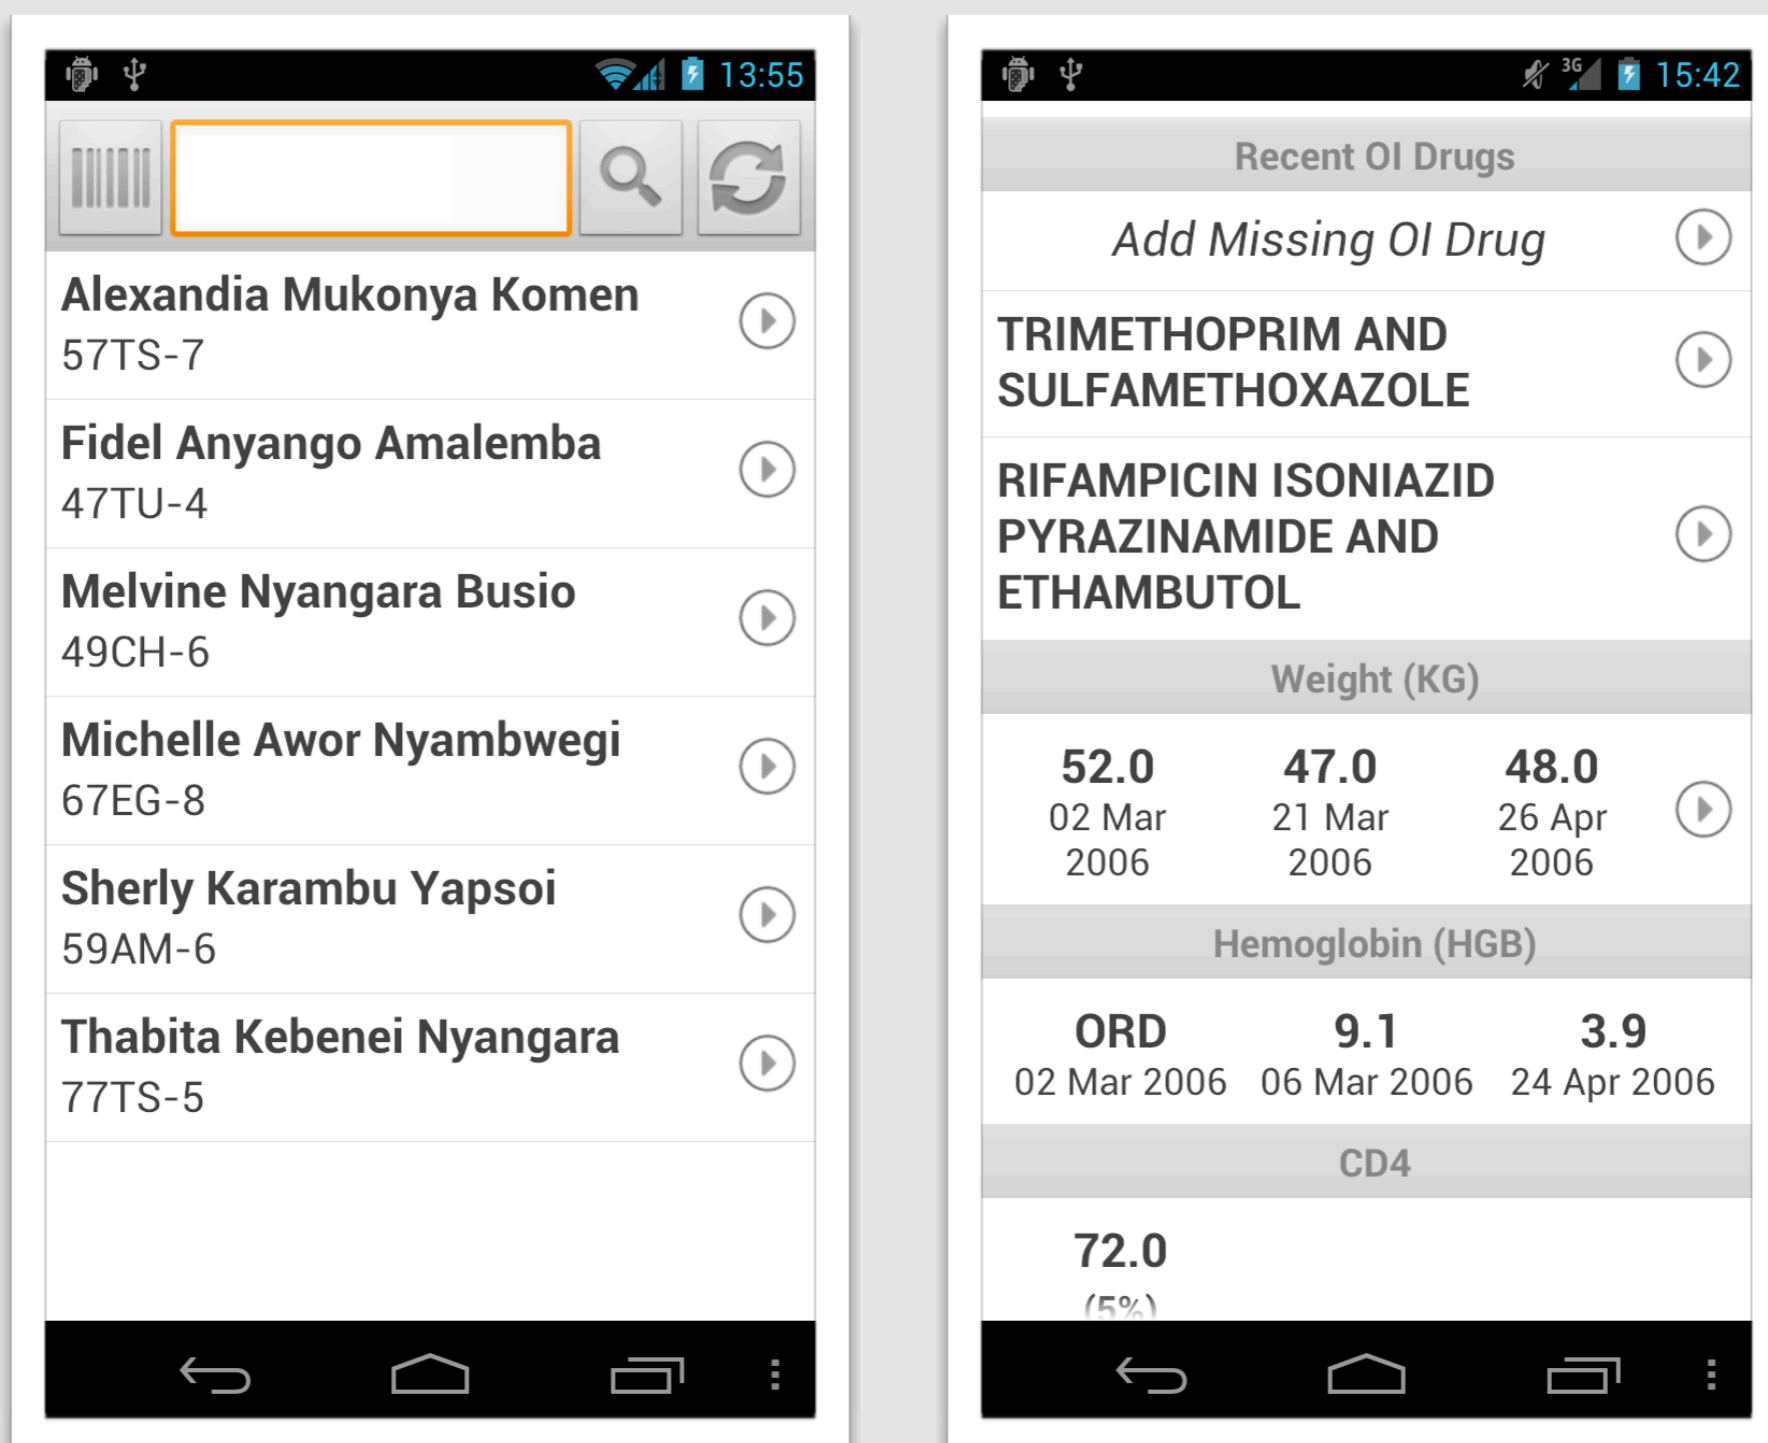 13:55
Alexandia Mukonya Komen
57TS-7
Fidel Anyango Amalemba
47TU-4
Melvine Nyangara Busio
49CH-6
Michelle Awor Nyambwegi
67EG-8
Sherly Karambu Yapsoi
59AM-6
Thabita Kebenei Nyangara
77TS-5
3G 15:42
Recent OI Drugs
Add Missing OI Drug
TRIMETHOPRIM AND
SULFAMETHOXAZOLE
RIFAMPICIN ISONIAZID
PYRAZINAMIDE AND
ETHAMBUTOL
Weight (KG)
52.0 47.0 48.0
02 Mar 21 Mar 26 Apr
2006 2006 2006
Hemoglobin (HGB)
ORD 9.1 3.9
02 Mar 2006 06 Mar 2006 24 Apr 2006
CD4
72.0
(5%)